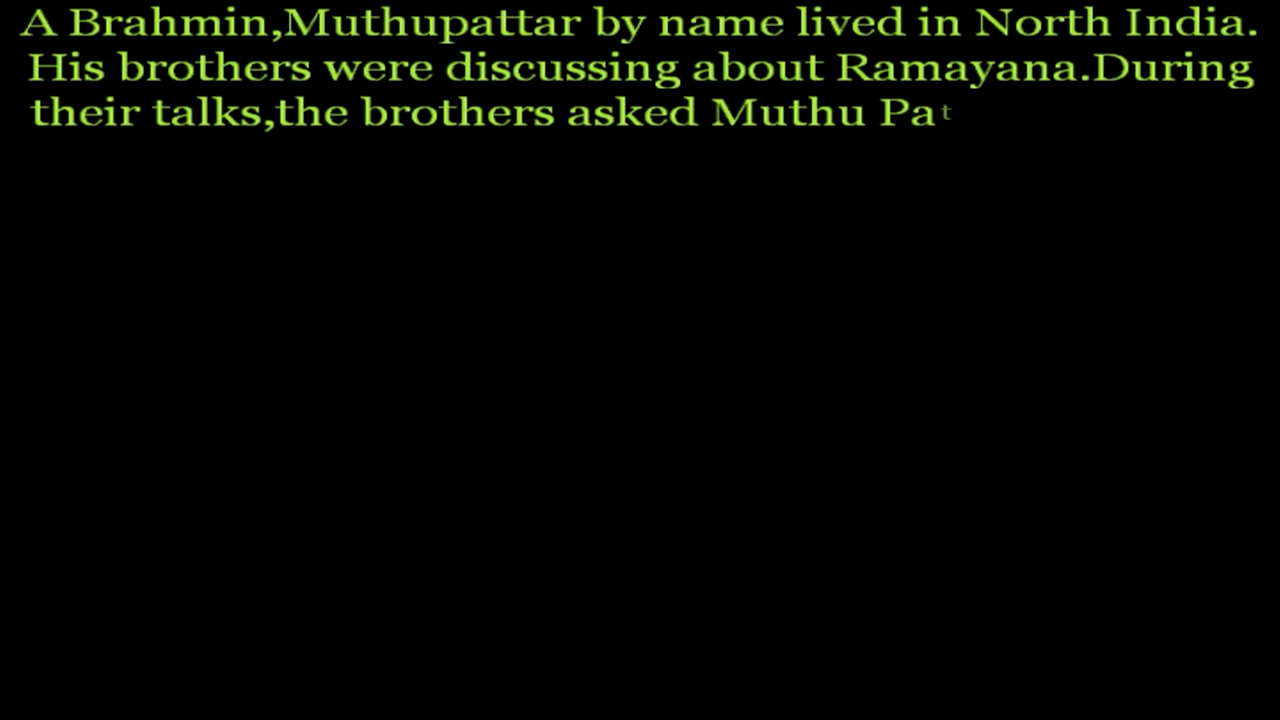 A Brahmin,Muthupattar by name lived in North India.
His brothers were discussing about Ramayana.During
their talks,the brothers asked Muthu Pat